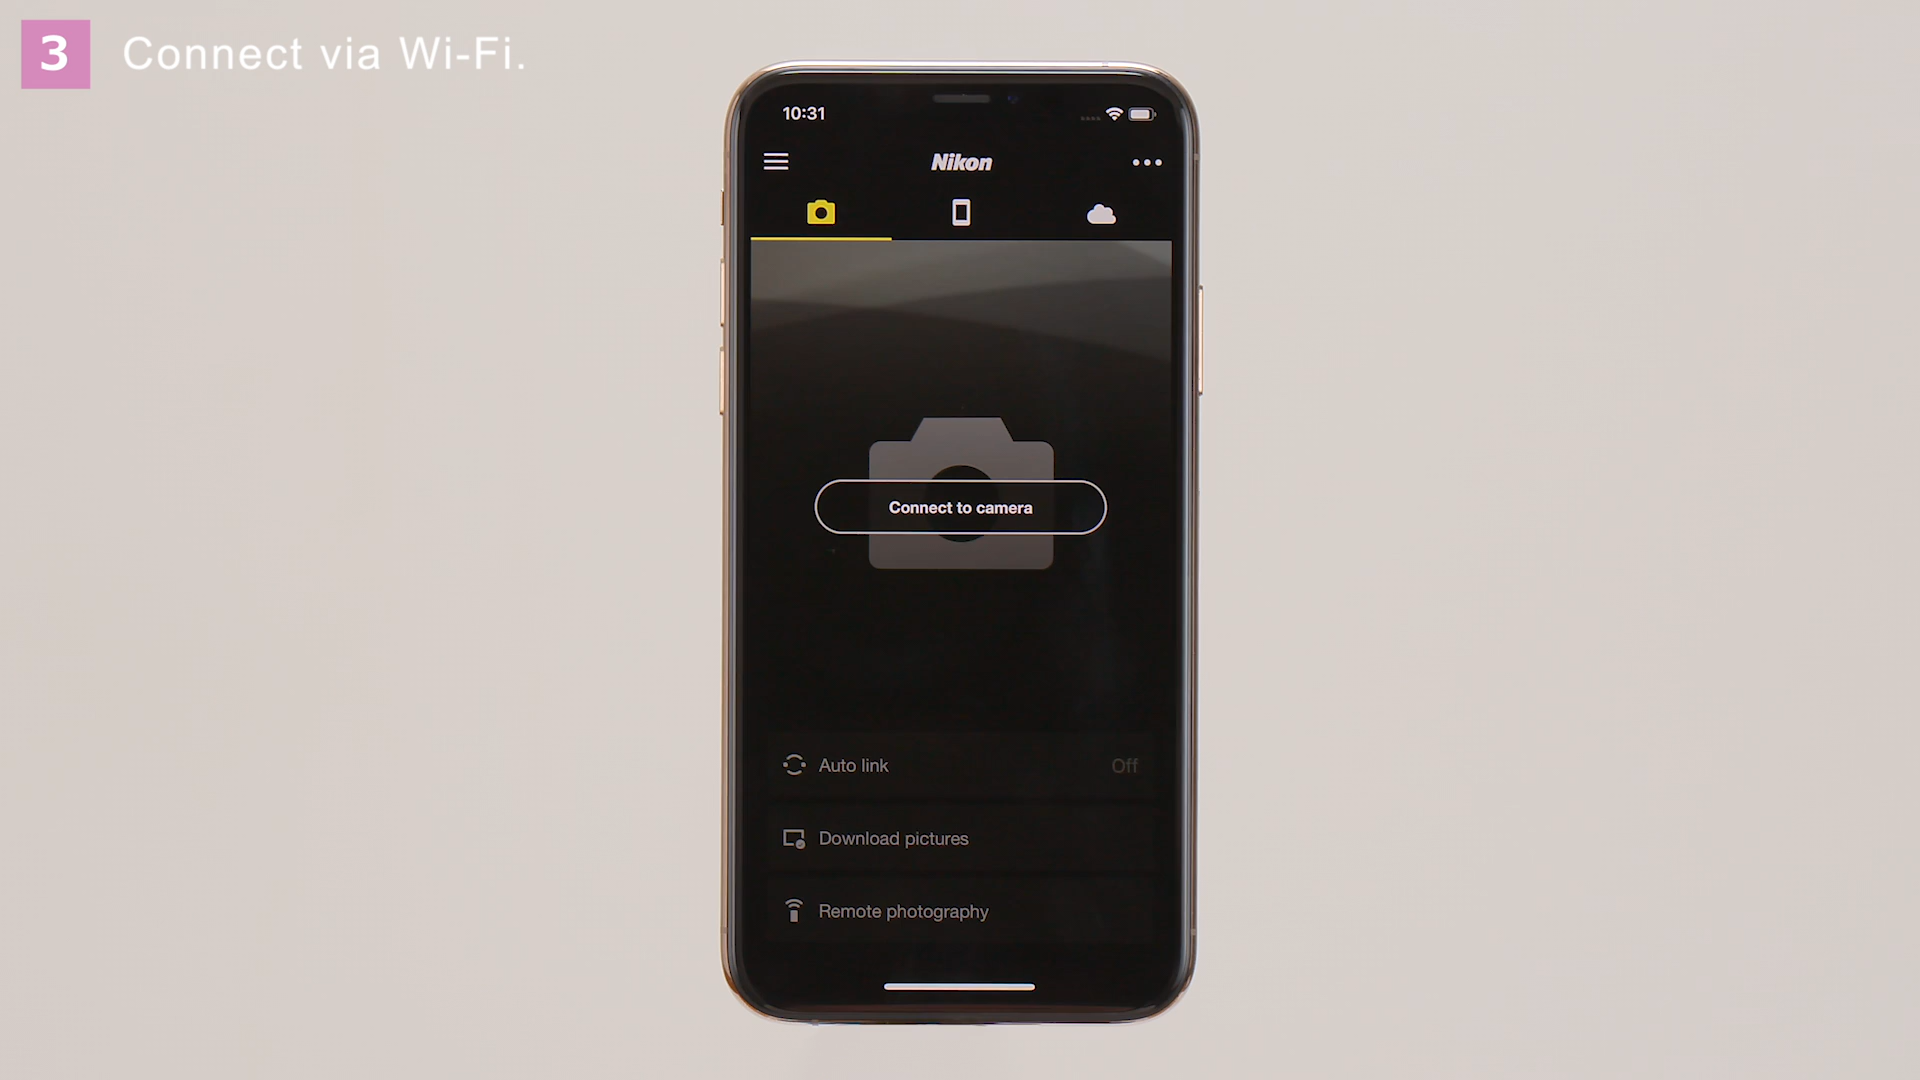 3 Connect via Wi-Fi.
10:31
Nikon
Connect to camera
Auto link Off
Download pictures
Remote photography